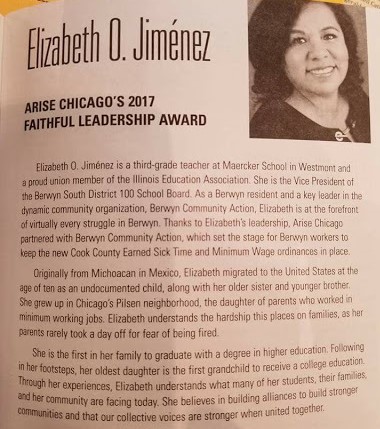 Elizabeth O. Jiménez
ARISE CHICAGO'S 2017
FAITHFUL LEADERSHIP AWARD
Elizabeth O. Jiménez is a third-grade teacher at Maercker School in Westmont and
a proud union member of the Illinois Education Association. She is the Vice President of
the Berwyn South District 100 School Board. As a Berwyn resident and a key leader in the
dynamic community organization, Berwyn Community Action, Elizabeth is at the forefront
of virtually every struggle in Berwyn. Thanks to Elizabeth's leadership, Arise Chicago
partnered with Berwyn Community Action, which set the stage for Berwyn workers to
keep the new Cook County Earned Sick Time and Minimum Wage ordinances in place.
Originally from Michoacan in Mexico, Elizabeth migrated to the United States at the
age of ten as an undocumented child, along with her older sister and younger brother.
She grew up in Chicago's Pilsen neighborhood, the daughter of parents who worked in
minimum working jobs. Elizabeth understands the hardship this places on families, as her
parents rarely took a day off for fear of being fired.
She is the first in her family to graduate with a degree in higher education. Following
in her footsteps, her oldest daughter is the first grandchild to receive a college education.
Through her experiences, Elizabeth understands what many of her students, their families,
and her community are facing today. She believes in building alliances to build stronger
communities and that our collective voices are stronger when united together.